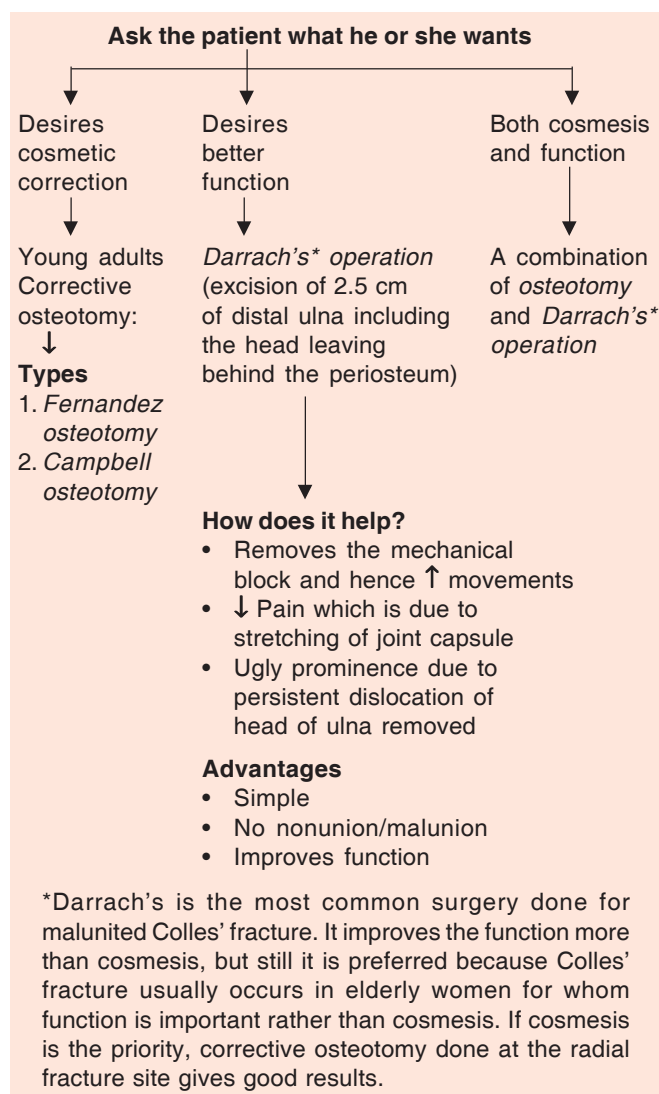 Ask the patient what he or she wants
Desires
cosmetic
correction
Desires
better
function
Both cosmesis
and function
Young adults
Corrective
osteotomy:
↓
Types
1. Fernandez
osteotomy
2. Campbell
osteotomy
Darrach's* operation
(excision of 2.5 cm
of distal ulna including
the head leaving
behind the periosteum)
A combination
of osteotomy
and Darrach's*
operation
How does it help?
• Removes the mechanical
block and hence ↑ movements
• ↓ Pain which is due to
stretching of joint capsule
• Ugly prominence due to
persistent dislocation of
head of ulna removed
Advantages
• Simple
• No nonunion/malunion
• Improves function
*Darrach's is the most common surgery done for
malunited Colles' fracture. It improves the function more
than cosmesis, but still it is preferred because Colles'
fracture usually occurs in elderly women for whom
function is important rather than cosmesis. If cosmesis
is the priority, corrective osteotomy done at the radial
fracture site gives good results.